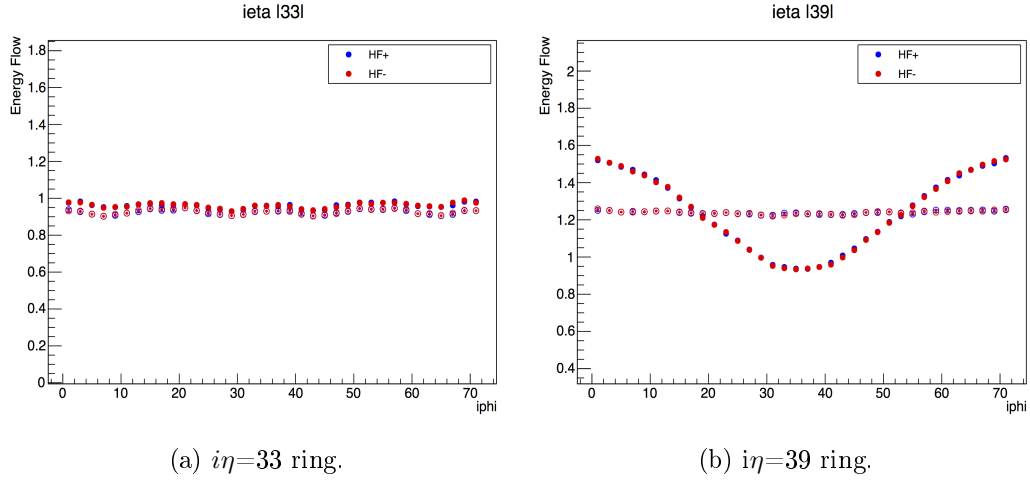 ieta |33|
Energy Flow
1.8
1.6
1.4
1.2
1
0.8
0.6
0.4
0.2
0
HF+
HF-
0 10 20 30 40 50 60 70
iphi
(a) iη=33 ring.
ieta |39|
Energy Flow
2
1.8
1.6
1.4
1.2
1
0.8
0.6
0.4
HF+
HF-
0 10 20 30 40 50 60 70
iphi
(b) iη=39 ring.